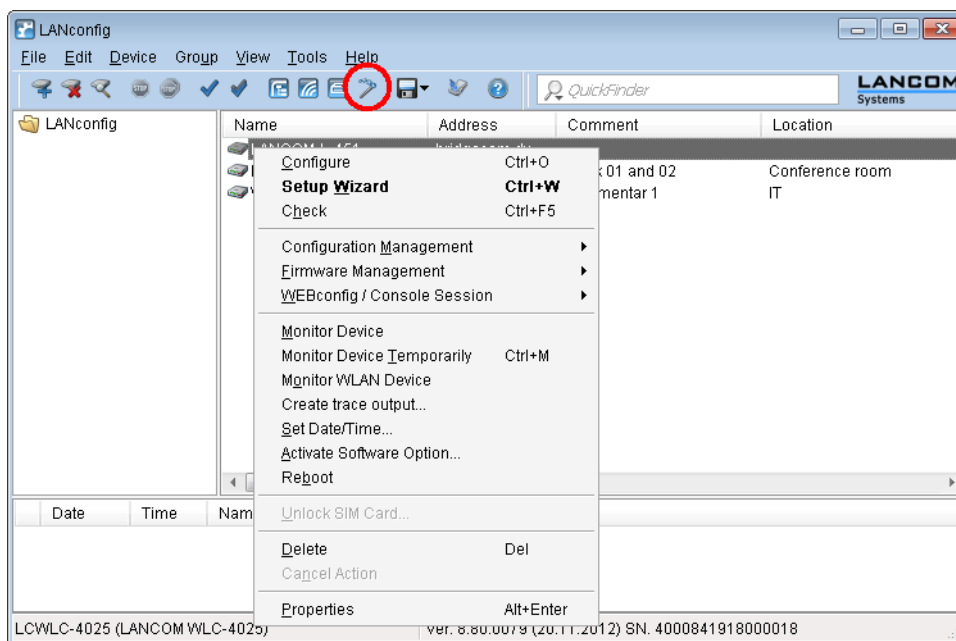 LANconfig
File Edit Device Group View Tools Help
QuickFinder
LANCOM
Systems
LANconfig
Name Address Comment Location
01 and 02 Conference room
mentar 1 IT
Configure Ctrl+O
Setup Wizard Ctrl+W
Check Ctrl+F5
Configuration Management
Firmware Management
WEBconfig / Console Session
Monitor Device
Monitor Device Temporarily Ctrl+M
Monitor WLAN Device
Create trace output...
Set Date/Time...
Activate Software Option...
Reboot
Unlock SIM Card...
Delete Del
Cancel Action
Properties Alt+Enter
Date Time Nam
LCWLC-4025 (LANCOM WLC-4025) Ver. 8.80.0079 (20.11.2012) SN. 4000841918000018